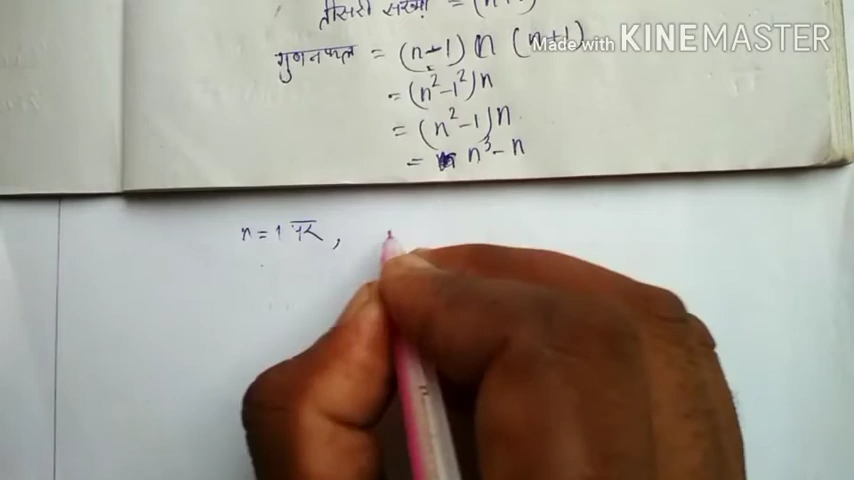 तीसरी संख्या = (n+1)
गुणनफल = (n-1) n (n+1)
= (n²-1²)n
= (n²-1)n
= n³-n
n = 1 पर,
Made with KINEMASTER